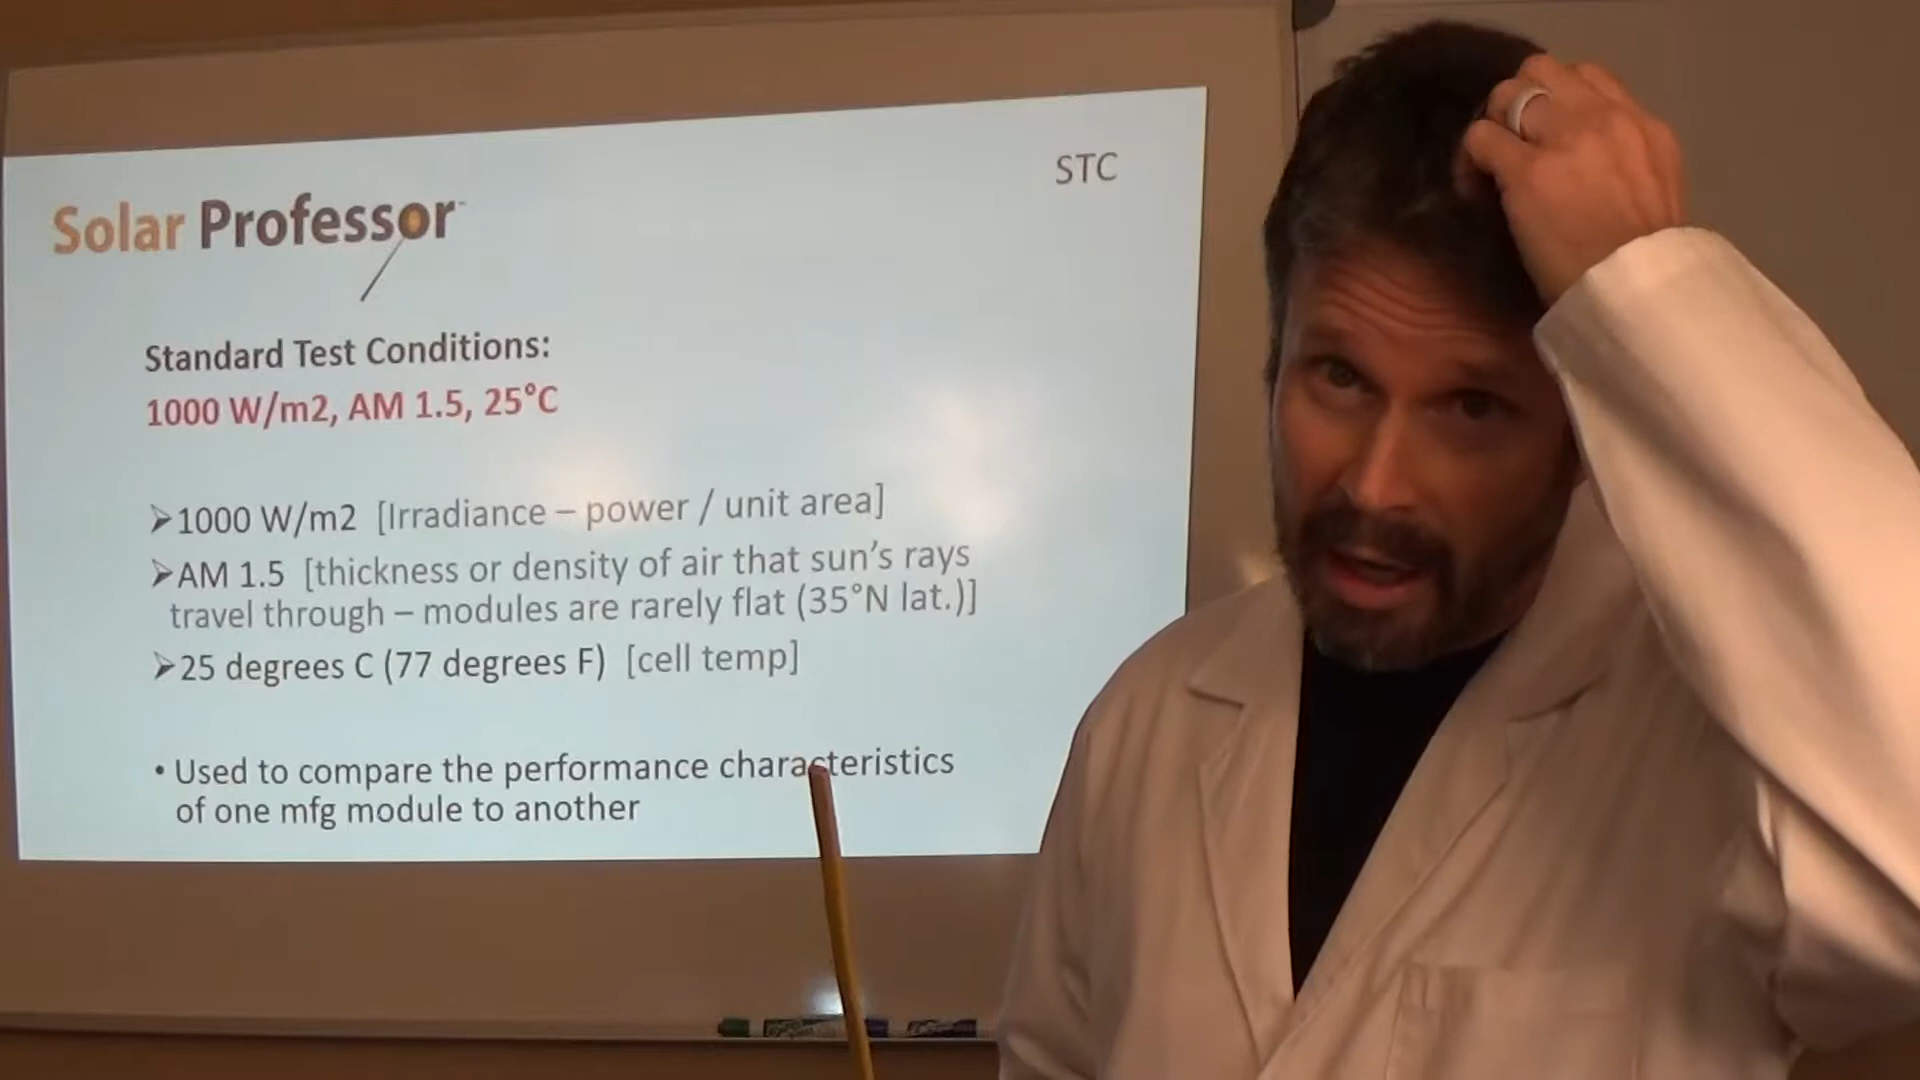 STC
Solar Professor
Standard Test Conditions:
1000 W/m2, AM 1.5, 25°C
➢1000 W/m2 [Irradiance – power / unit area]
➢AM 1.5 [thickness or density of air that sun's rays
travel through – modules are rarely flat (35°N lat.)]
➢25 degrees C (77 degrees F) [cell temp]
• Used to compare the performance characteristics
of one mfg module to another